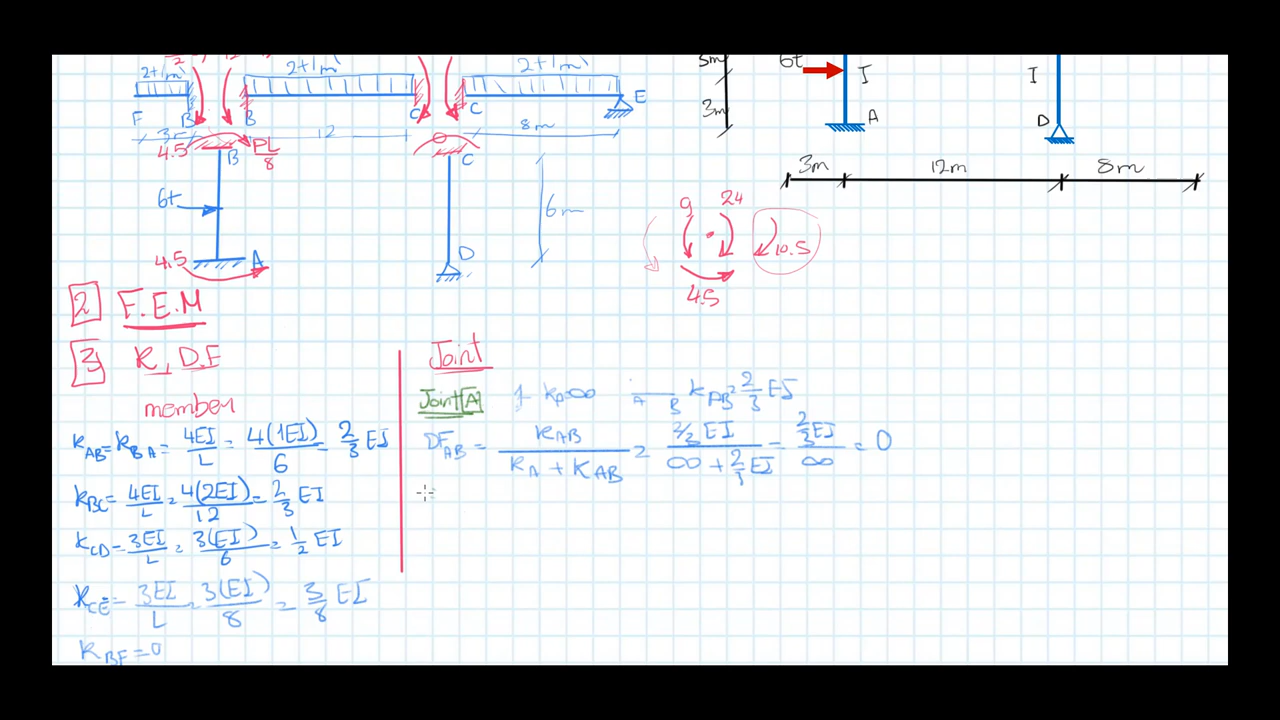 2t/m 2t/m 2t/m
F B B C C E
3.5 12 8m
4.5 B PL/8 C
6t 6m
4.5 A D
3m
6t I I
3m A
D
3m 12m 8m
9 24
10.5
4.5
2 F.E.M
3 K, D.F
member
K_AB = K_BA = 4EI/L = 4(1EI)/6 = 2/3 EI
K_BC = 4EI/L = 4(2EI)/12 = 2/3 EI
K_CD = 3EI/L = 3(EI)/6 = 1/2 EI
K_CE = 3EI/L = 3(EI)/8 = 3/8 EI
K_BF = 0
Joint
Joint [A] K_A=∞ A B K_AB = 2/3 EI
DF_AB = K_AB/(K_A + K_AB) = (2/3 EI)/(∞ + 2/3 EI) = (2/3 EI)/∞ = 0